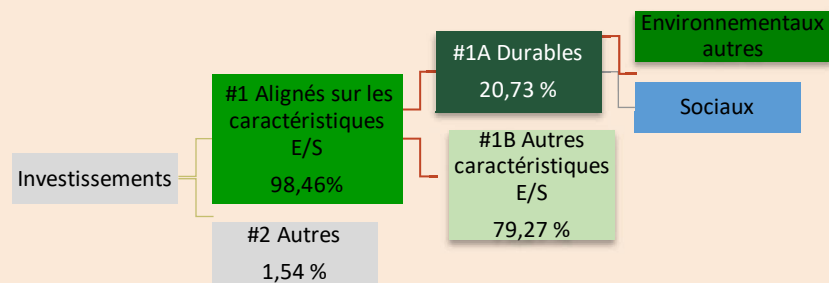 Investissements
#1 Alignés sur les
caractéristiques
E/S
98,46%
#2 Autres
1,54 %
#1A Durables
20,73 %
#1B Autres
caractéristiques
E/S
79,27 %
Environnementaux
autres
Sociaux